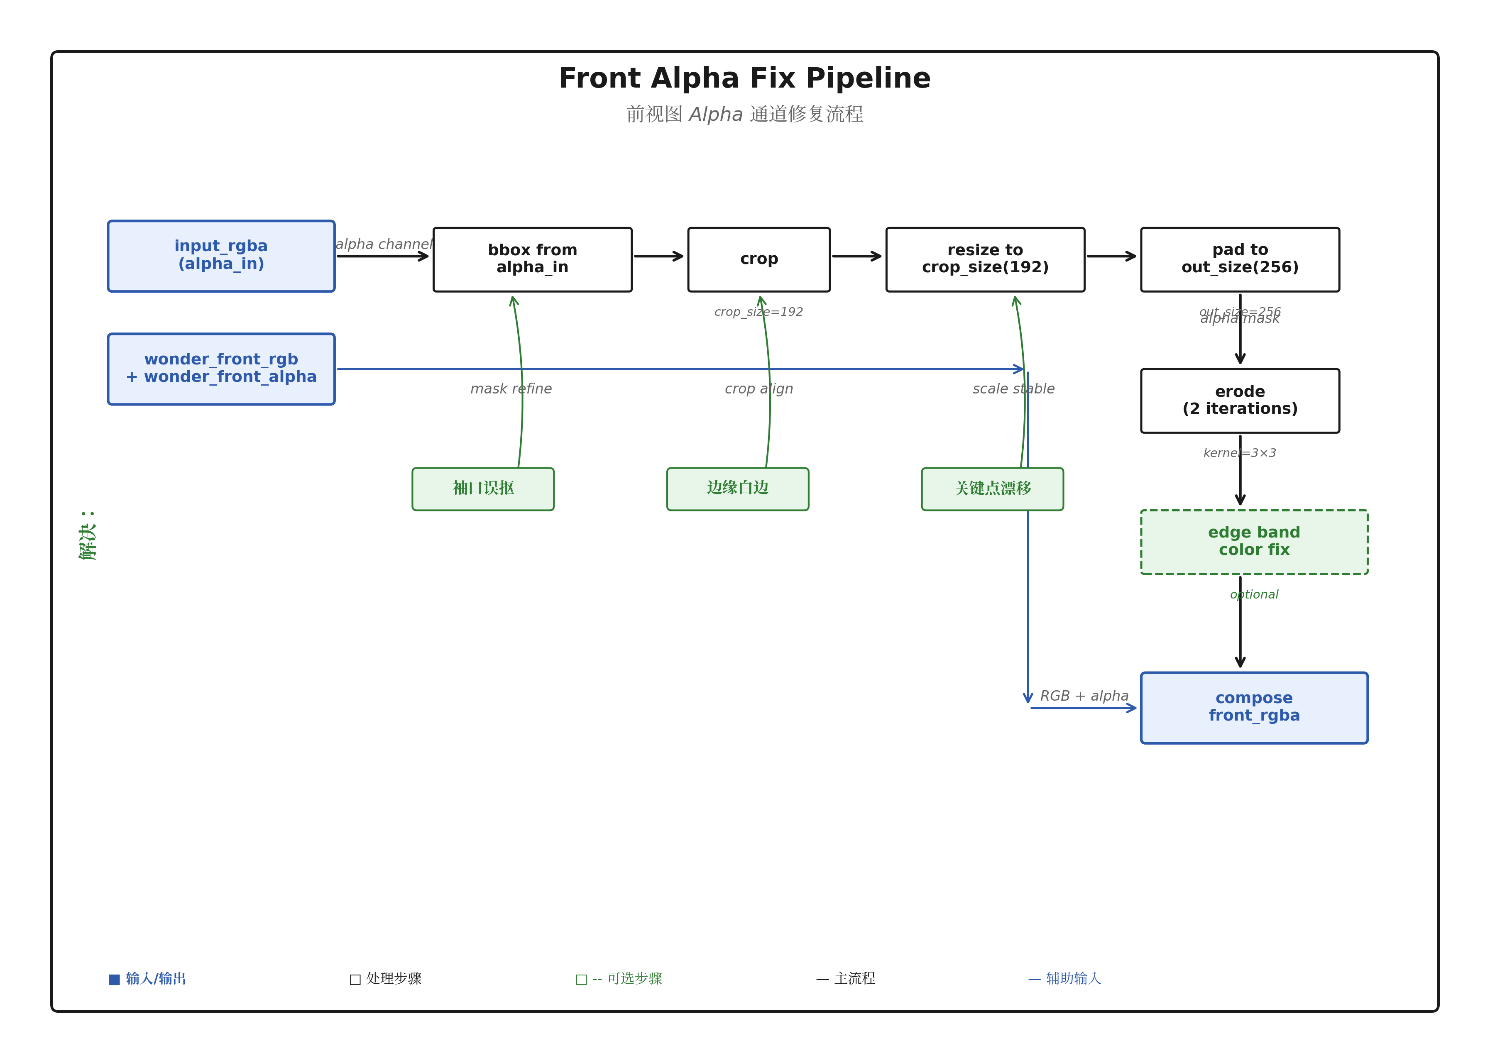 Front Alpha Fix Pipeline
前视图 Alpha 通道修复流程
input_rgba
(alpha_in)
alpha channel
bbox from
alpha_in
crop
crop_size=192
resize to
crop_size(192)
pad to
out_size(256)
out_size=256
alpha mask
wonder_front_rgb
+ wonder_front_alpha
mask refine
crop align
scale stable
erode
(2 iterations)
kernel=3×3
袖口误抠
边缘白边
关键点漂移
解决：
edge band
color fix
optional
RGB + alpha
compose
front_rgba
■ 输入/输出
□ 处理步骤
□ -- 可选步骤
— 主流程
— 辅助输入